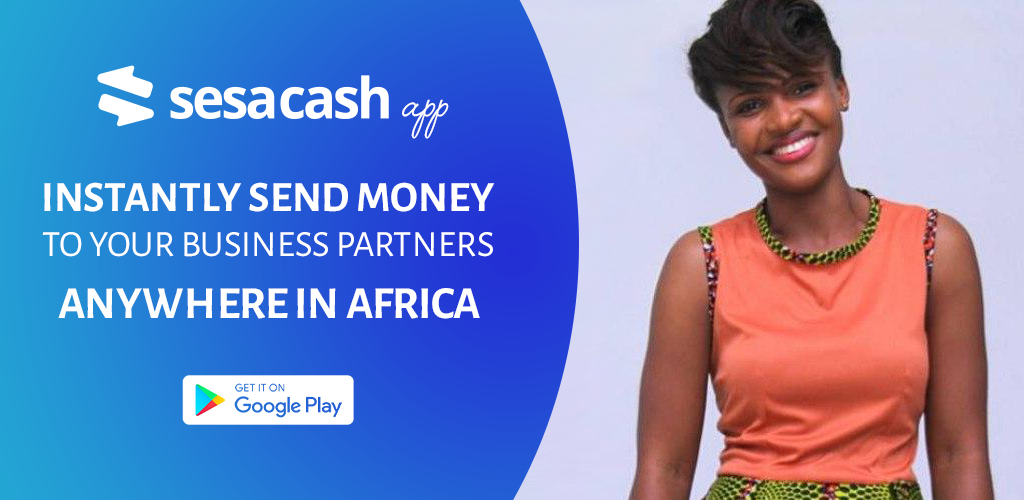 sesacash app
INSTANTLY SEND MONEY
TO YOUR BUSINESS PARTNERS
ANYWHERE IN AFRICA
GET IT ON
Google Play